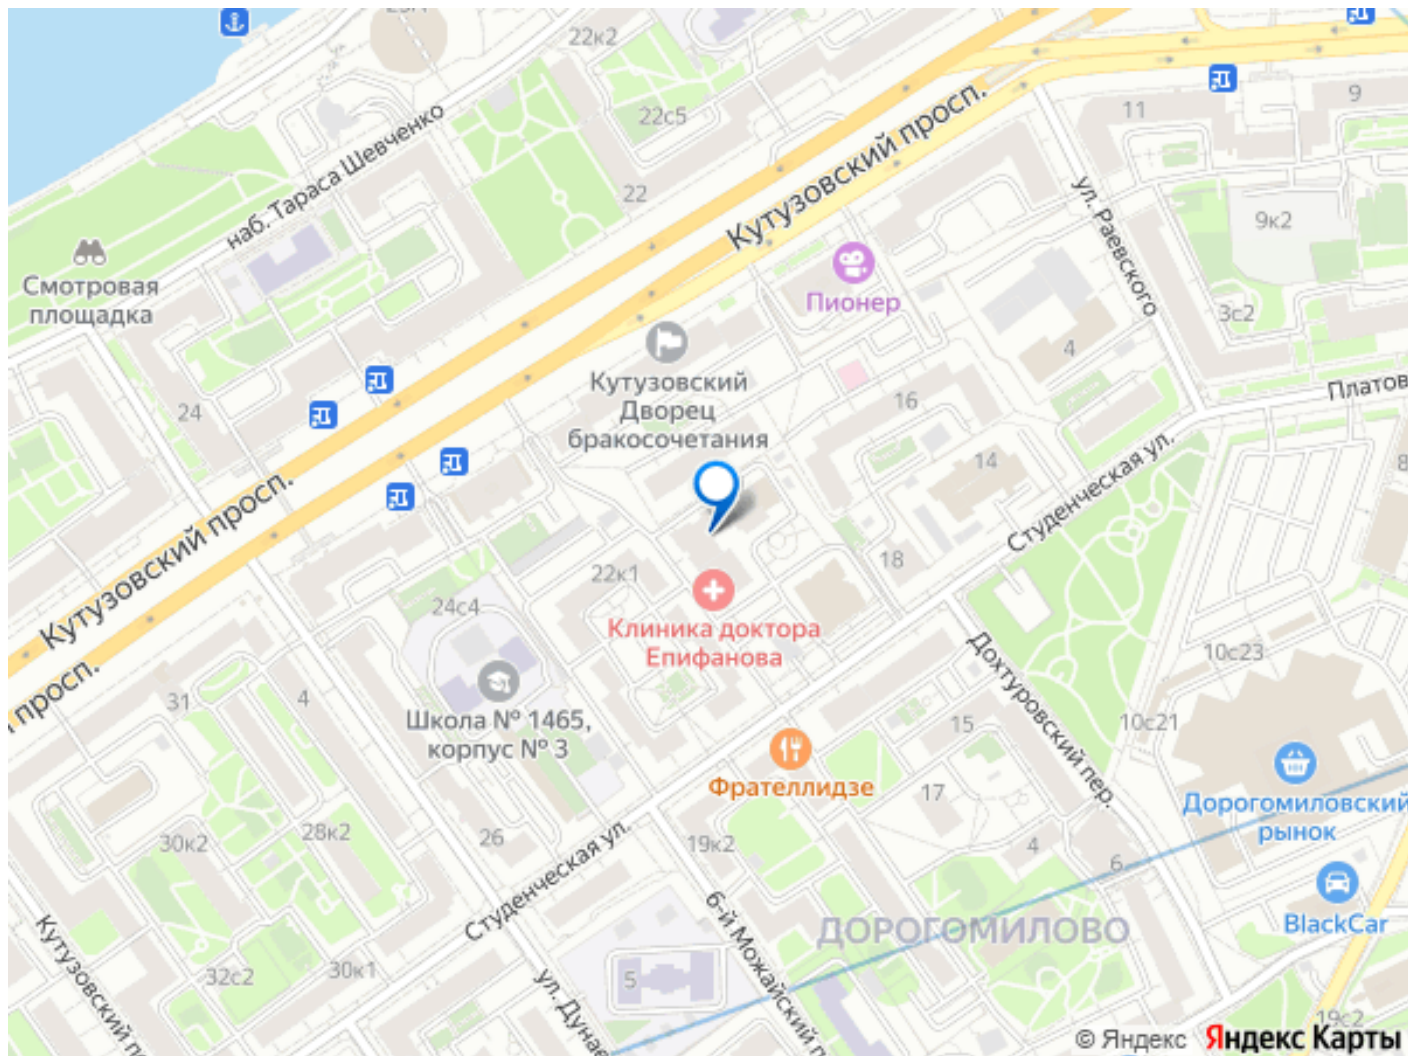 22к2
наб. Тараса Шевченко
22с5
22
Кутузовский просп.
11
9
ул. Раевского
9к2
3с2
4
Платов
Смотровая
площадка
24
Пионер
Кутузовский
Дворец
бракосочетания
16
14
18
Студенческая ул.
Кутузовский просп.
просп.
24с4
22к1
Клиника доктора
Епифанова
Школа № 1465,
корпус № 3
31
4
Дохтуровский пер.
10с23
10с21
15
17
Фрателлидзе
Дорогомиловский
рынок
BlackCar
30к2
28к2
26
Студенческая ул.
19к2
4
6
ДОРОГОМИЛОВО
6-й Можайский п
Кутузовский п
32с2
30к1
ул. Дунае
5
8
19с2
© Яндекс Яндекс Карты